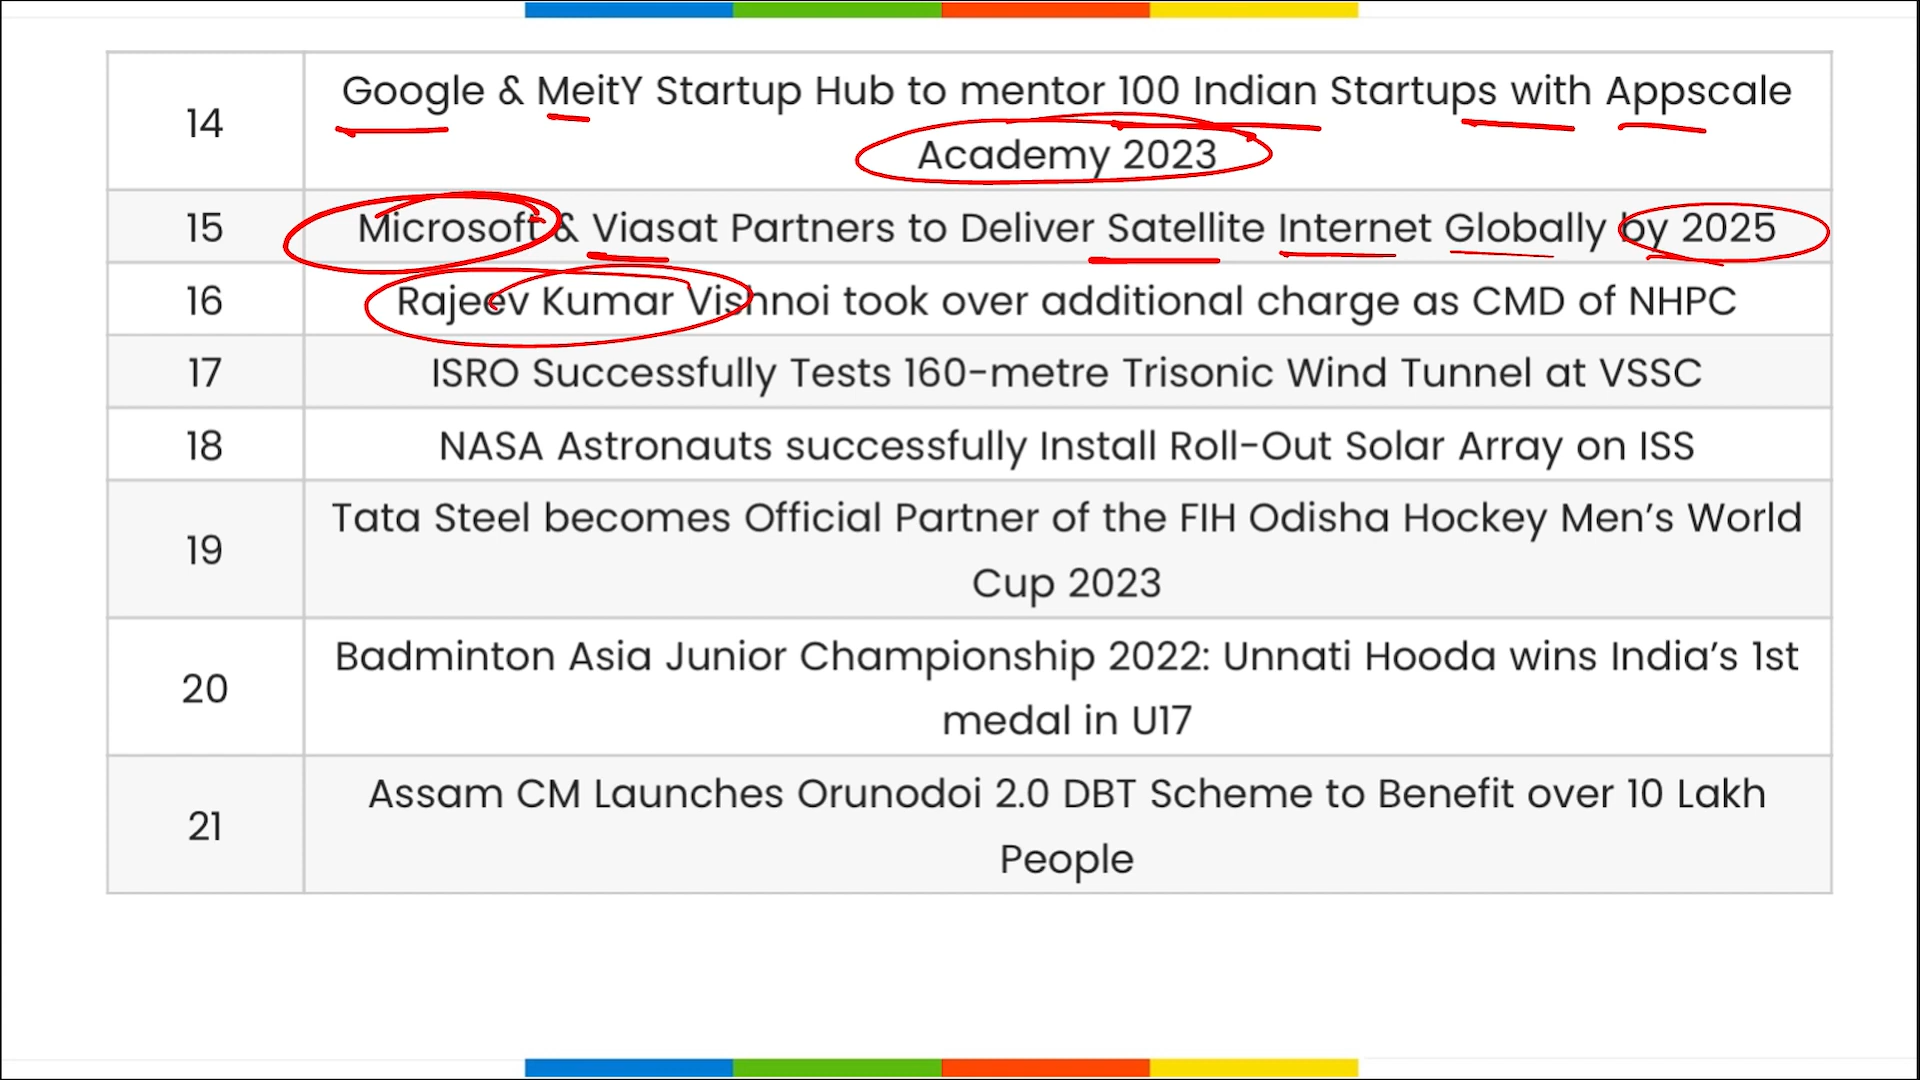 14
Google & MeitY Startup Hub to mentor 100 Indian Startups with Appscale
Academy 2023
15
Microsoft & Viasat Partners to Deliver Satellite Internet Globally by 2025
16
Rajeev Kumar Vishnoi took over additional charge as CMD of NHPC
17
ISRO Successfully Tests 160-metre Trisonic Wind Tunnel at VSSC
18
NASA Astronauts successfully Install Roll-Out Solar Array on ISS
19
Tata Steel becomes Official Partner of the FIH Odisha Hockey Men’s World
Cup 2023
20
Badminton Asia Junior Championship 2022: Unnati Hooda wins India’s 1st
medal in U17
21
Assam CM Launches Orunodoi 2.0 DBT Scheme to Benefit over 10 Lakh
People